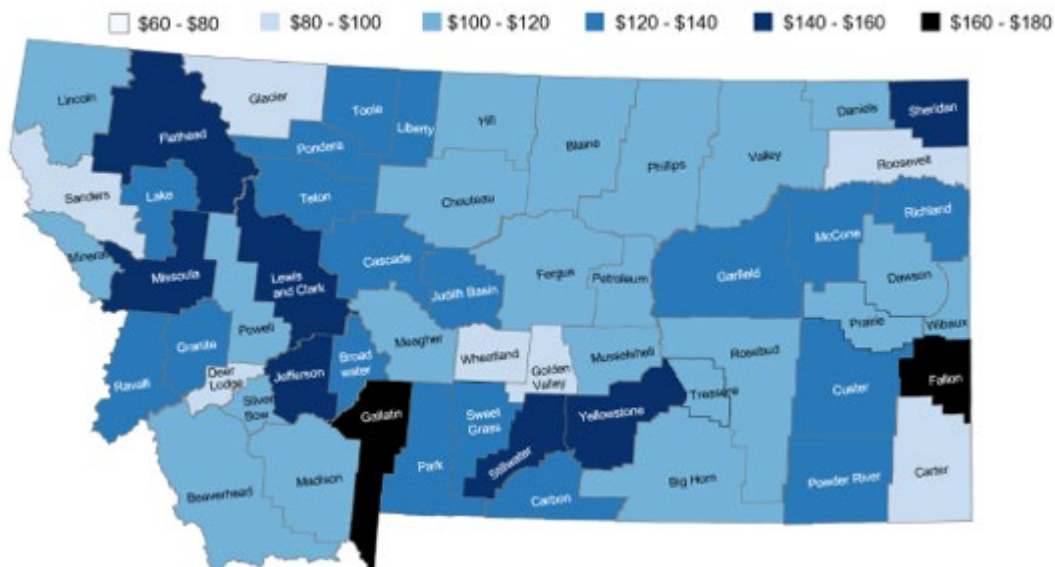 $60 - $80 $80 - $100 $100 - $120 $120 - $140 $140 - $160 $160 - $180
Lincoln
Flathead
Glacier
Toole
Liberty
Hill
Blaine
Phillips
Valley
Daniels
Sheridan
Roosevelt
Pondera
Sanders
Lake
Teton
Chouteau
Richland
McCone
Mineral
Missoula
Lewis
and Clark
Cascade
Judith Basin
Fergus
Petroleum
Garfield
Dawson
Prairie
Wibaux
Powell
Granite
Meagher
Wheatland
Golden
Valley
Musselshell
Rosebud
Treasure
Custer
Fallon
Ravalli
Deer
Lodge
Silver
Bow
Jefferson
Broad
water
Gallatin
Sweet
Grass
Stillwater
Yellowstone
Park
Carbon
Big Horn
Powder River
Carter
Beaverhead
Madison